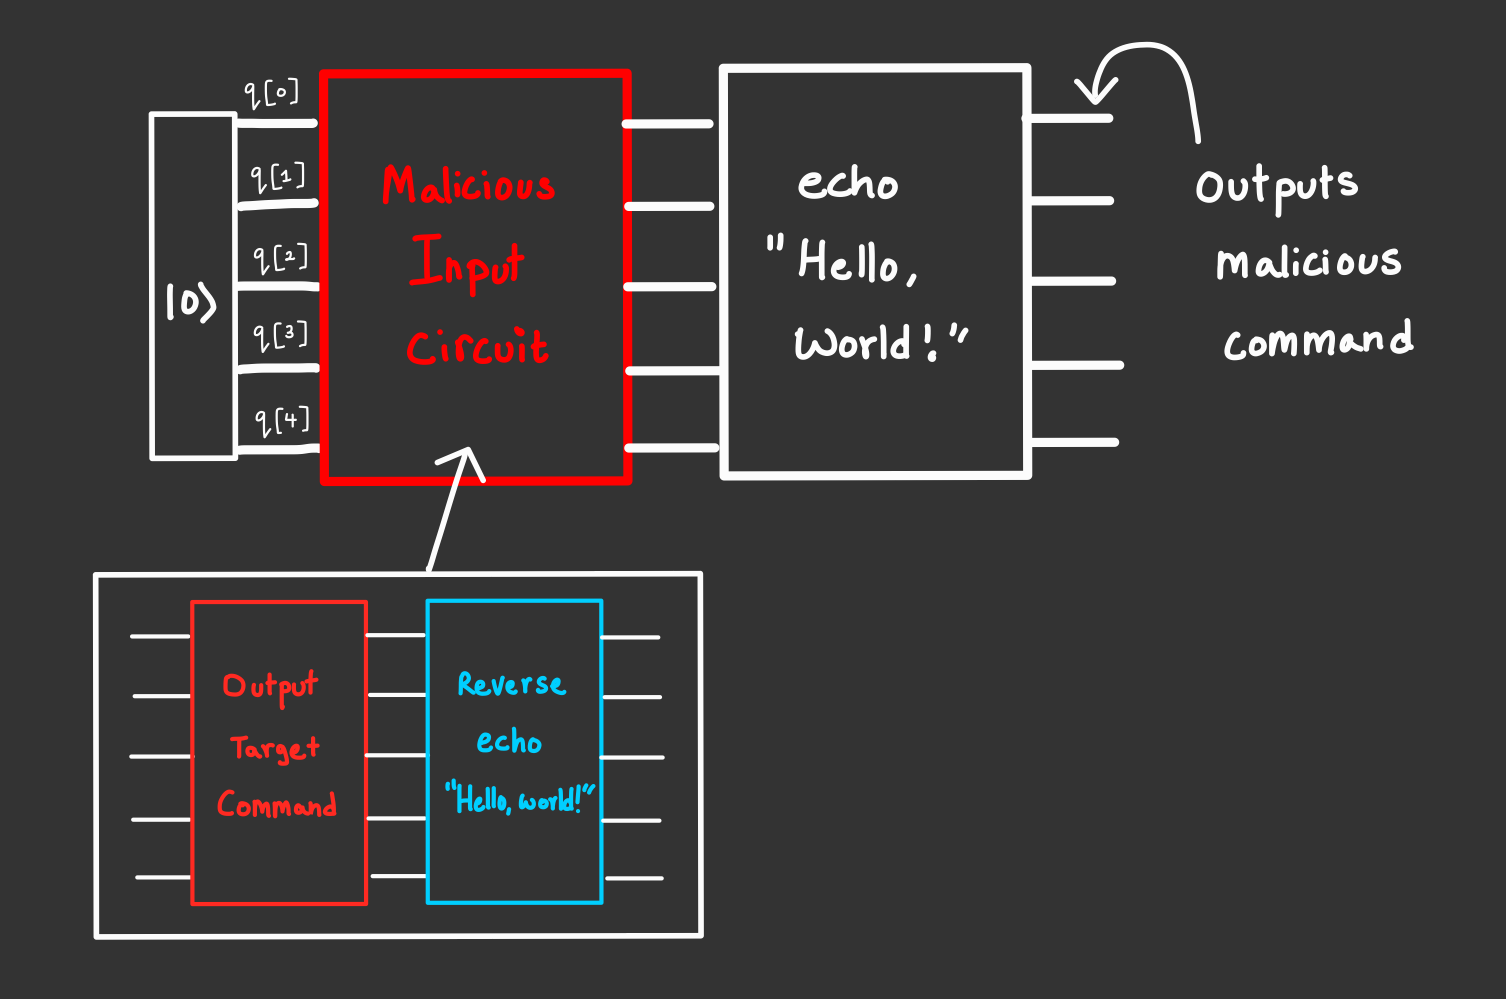 q[0]
q[1]
q[2]
q[3]
q[4]
|0⟩
Malicious
Input
Circuit
echo
"Hello,
World!"
Outputs
malicious
command
Output
Target
Command
Reverse
echo
"Hello, world!"